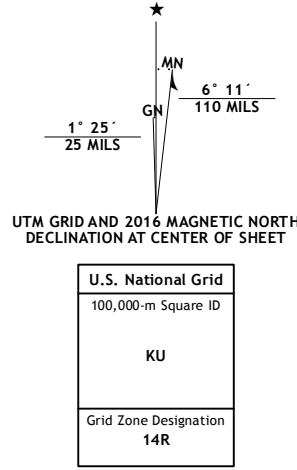 ★
MN
GN
6° 11´
110 MILS
1° 25´
25 MILS
UTM GRID AND 2016 MAGNETIC NORTH
DECLINATION AT CENTER OF SHEET
U.S. National Grid
100,000-m Square ID
KU
Grid Zone Designation
14R